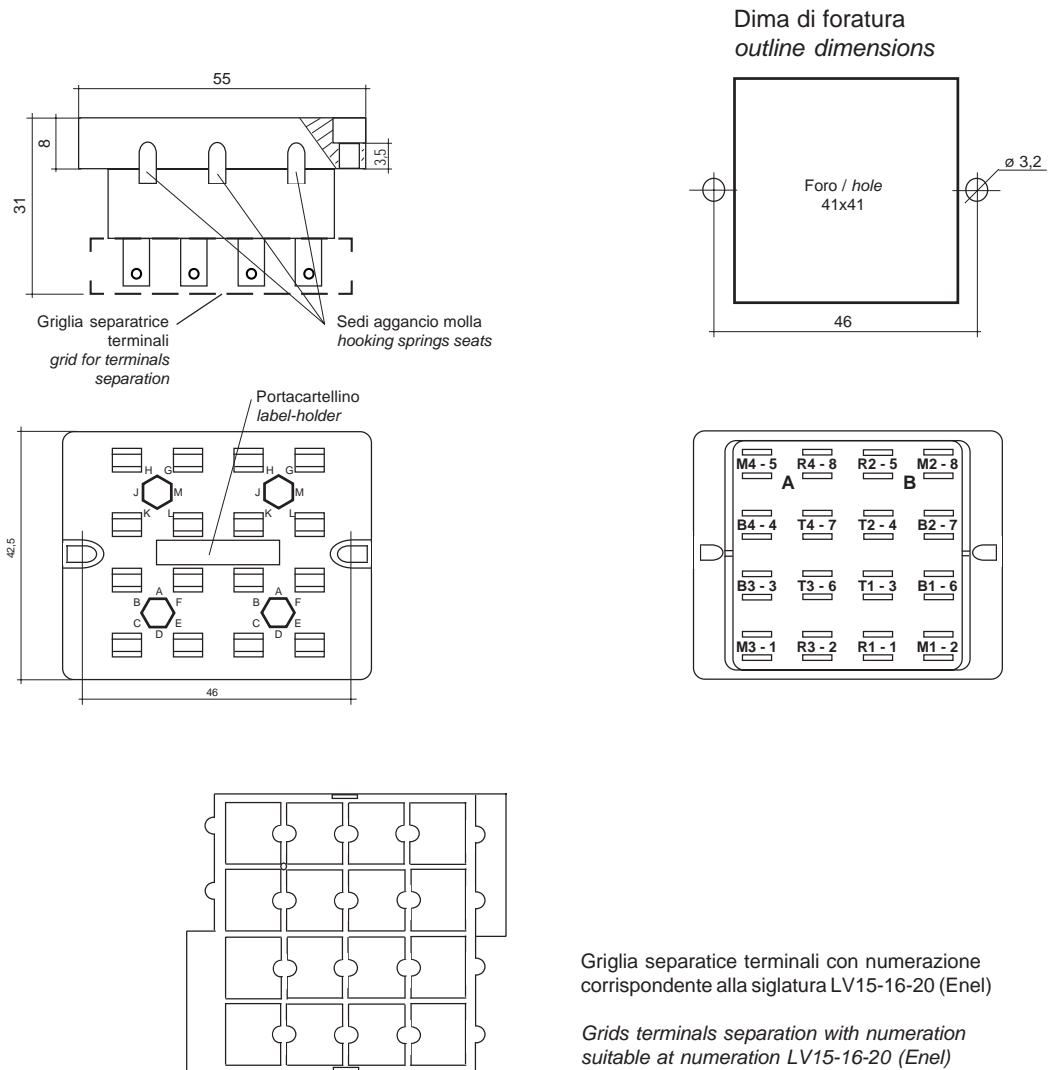 Dima di foratura
outline dimensions
55
8
3,5
31
Griglia separatrice
terminali
grid for terminals
separation
Sedi aggancio molla
hooking springs seats
Foro / hole
41x41
ø 3,2
46
Portacartellino
label-holder
H G H G
J M J M
K L K L
A A
B F B F
C E C E
D D
42,5
46
M4 - 5 R4 - 8 R2 - 5 M2 - 8
A B
B4 - 4 T4 - 7 T2 - 4 B2 - 7
B3 - 3 T3 - 6 T1 - 3 B1 - 6
M3 - 1 R3 - 2 R1 - 1 M1 - 2
Griglia separatice terminali con numerazione
corrispondente alla siglatura LV15-16-20 (Enel)
Grids terminals separation with numeration
suitable at numeration LV15-16-20 (Enel)